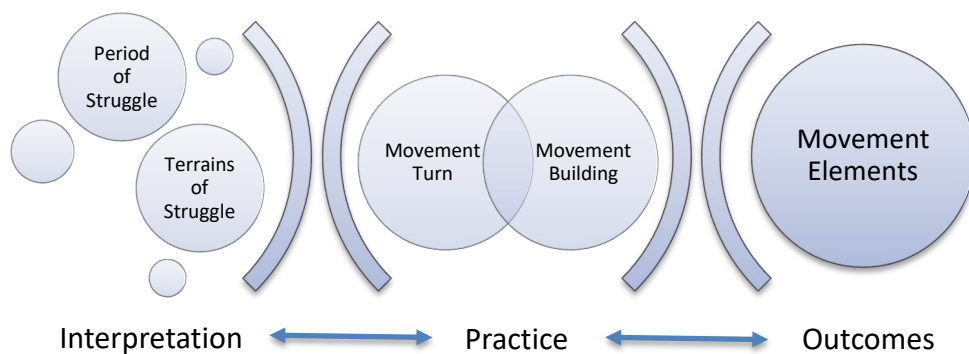 Period
of
Struggle
Terrains
of
Struggle
Movement
Turn
Movement
Building
Movement
Elements
Interpretation
Practice
Outcomes